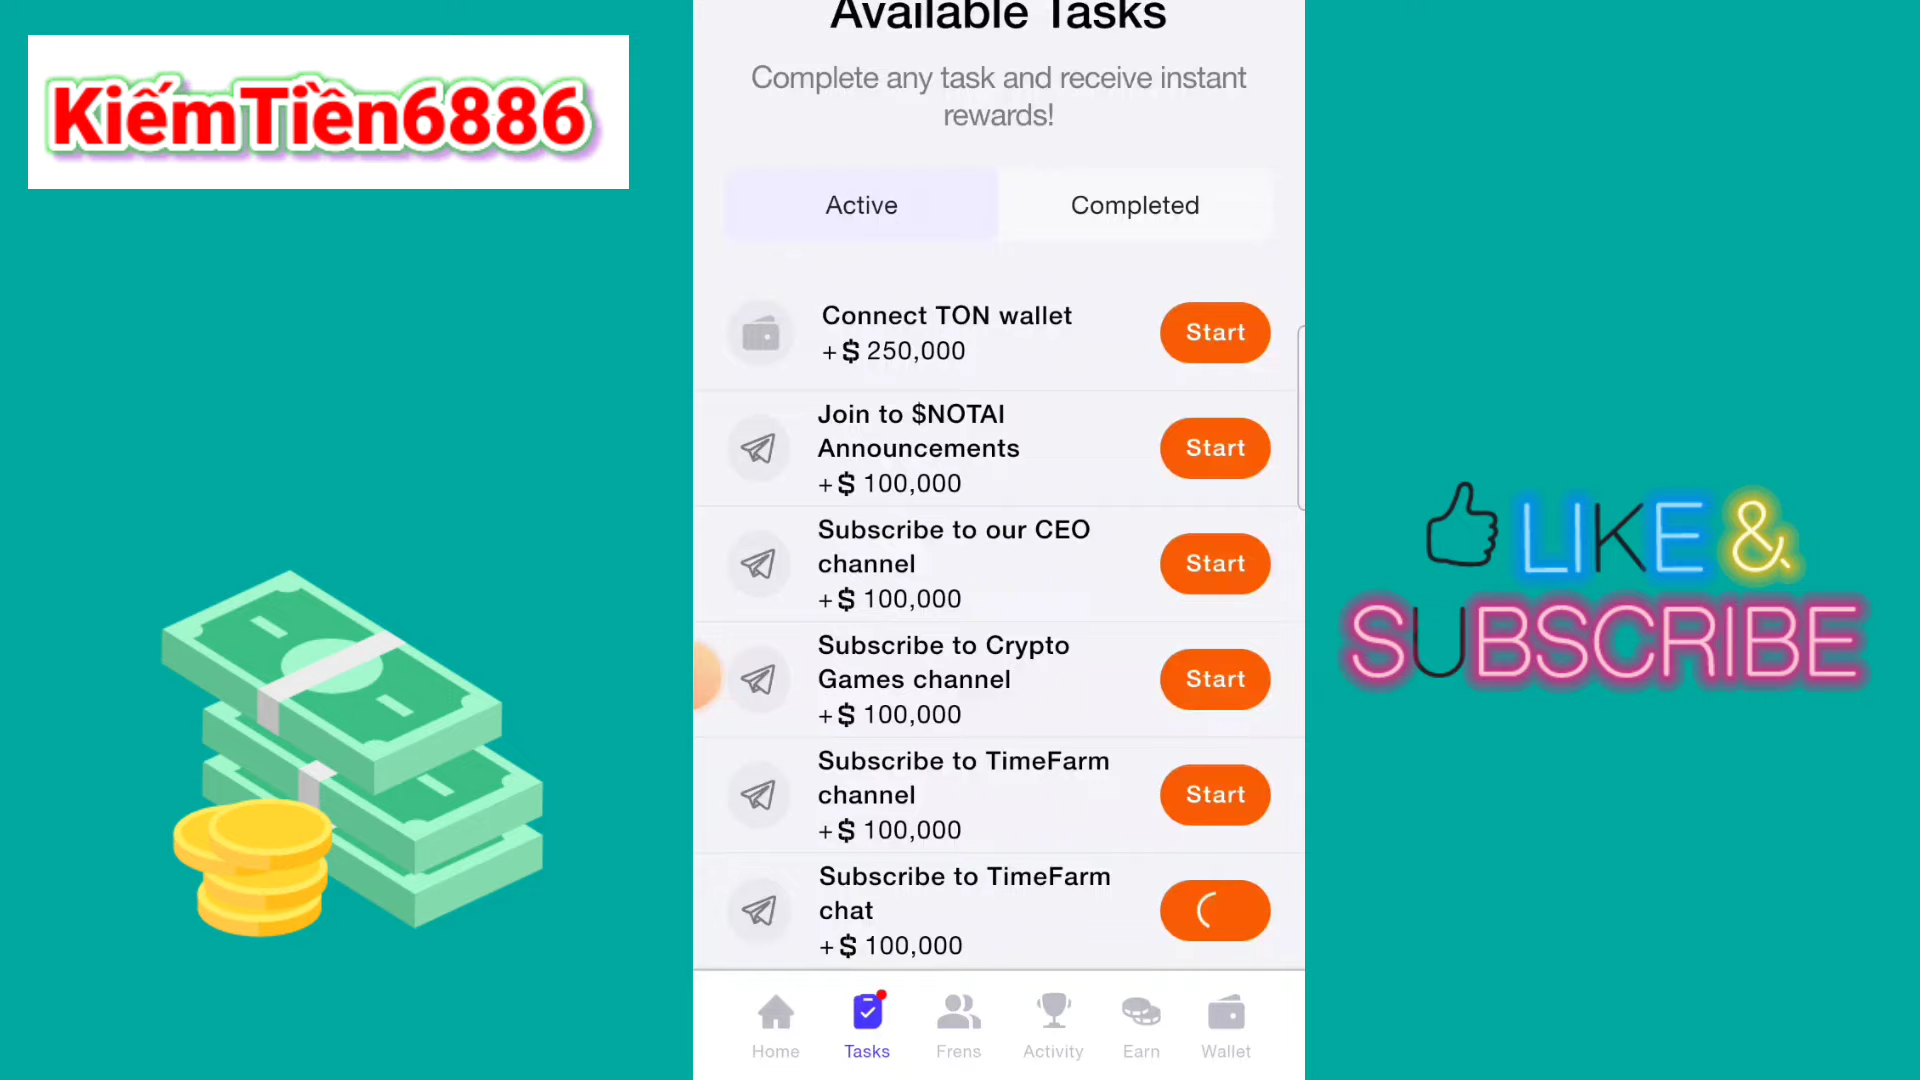 KiếmTiền6886
Available Tasks
Complete any task and receive instant
rewards!
Active
Completed
Connect TON wallet
+ $ 250,000
Start
Join to $NOTAI
Announcements
+ $ 100,000
Start
Subscribe to our CEO
channel
+ $ 100,000
Start
Subscribe to Crypto
Games channel
+ $ 100,000
Start
Subscribe to TimeFarm
channel
+ $ 100,000
Start
Subscribe to TimeFarm
chat
+ $ 100,000
Home
Tasks
Frens
Activity
Earn
Wallet
LIKE &
SUBSCRIBE